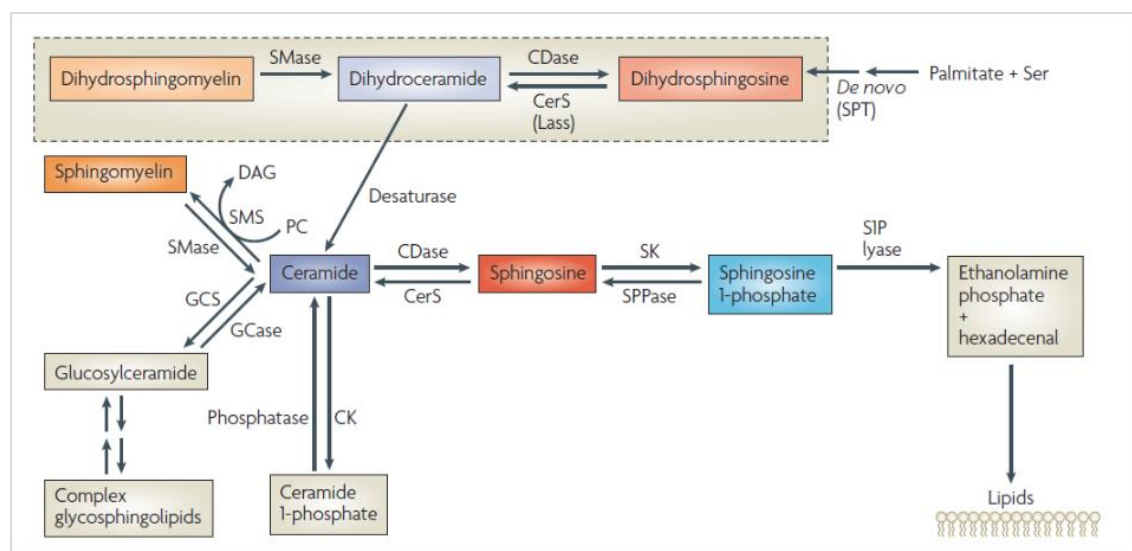 SMase
CDase
Dihydrosphingomyelin
Dihydroceramide
Dihydrosphingosine
Palmitate + Ser
CerS
(Lass)
De novo
(SPT)
Sphingomyelin
DAG
Desaturase
SMS
PC
SMase
S1P
lyase
Ceramide
CDase
CerS
Sphingosine
SK
SPPase
Sphingosine
1-phosphate
Ethanolamine
phosphate
+
hexadecenal
GCS
GCase
Glucosylceramide
Phosphatase
CK
Complex
glycosphingolipids
Ceramide
1-phosphate
Lipids